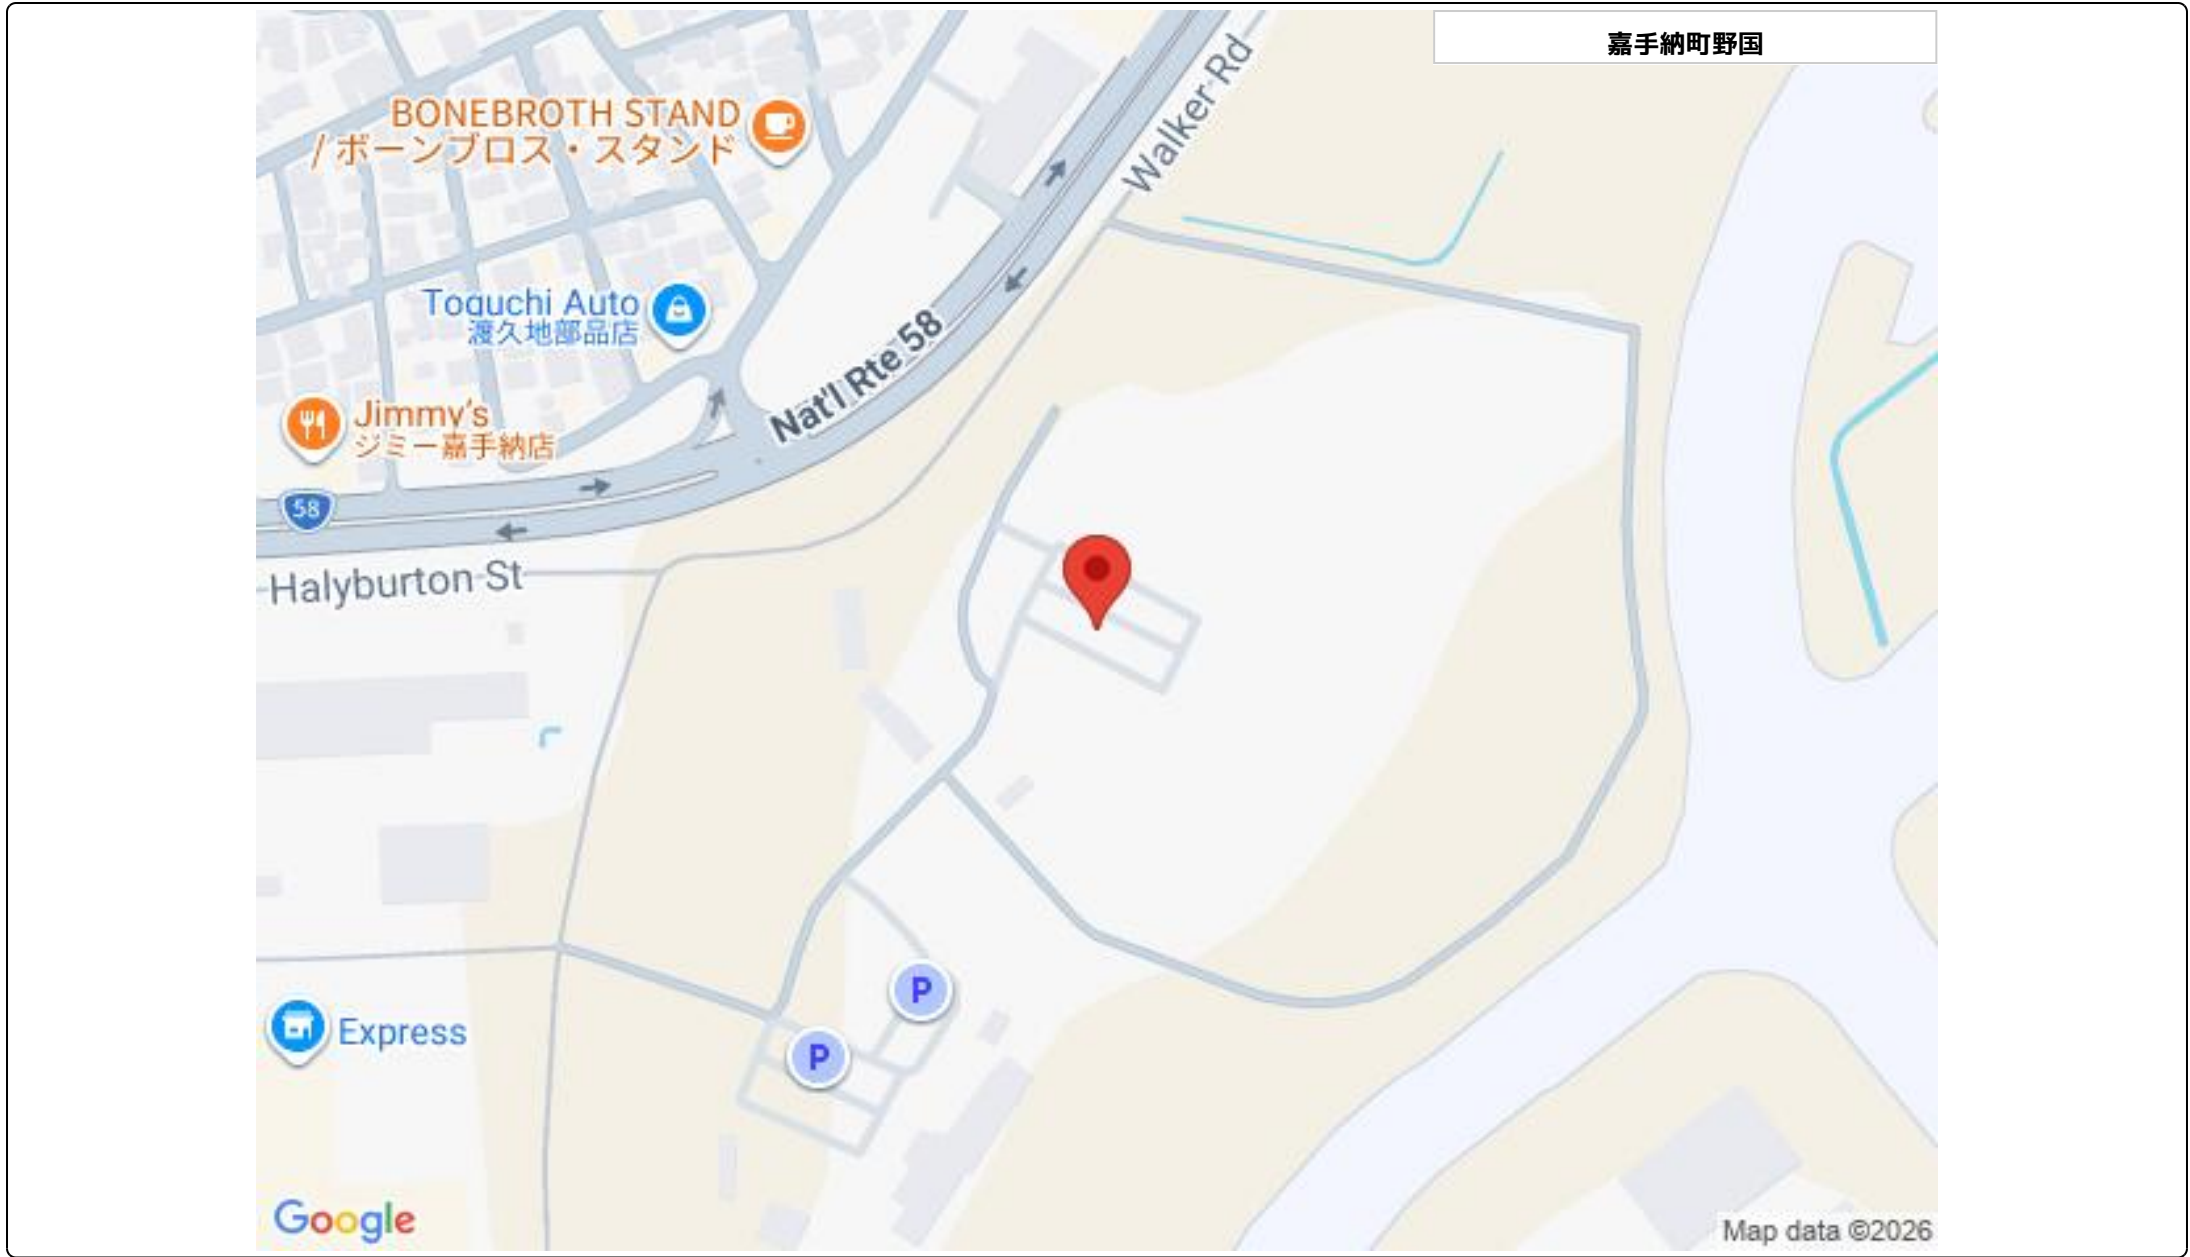 嘉手納町野国
BONEBROTH STAND
/ ボーンブロス・スタンド
Walker Rd
Toguchi Auto
渡久地部品店
Nat'l Rte 58
Jimmy's
ジミー嘉手納店
58
Halyburton St
P
P
Express
Google
Map data ©2026